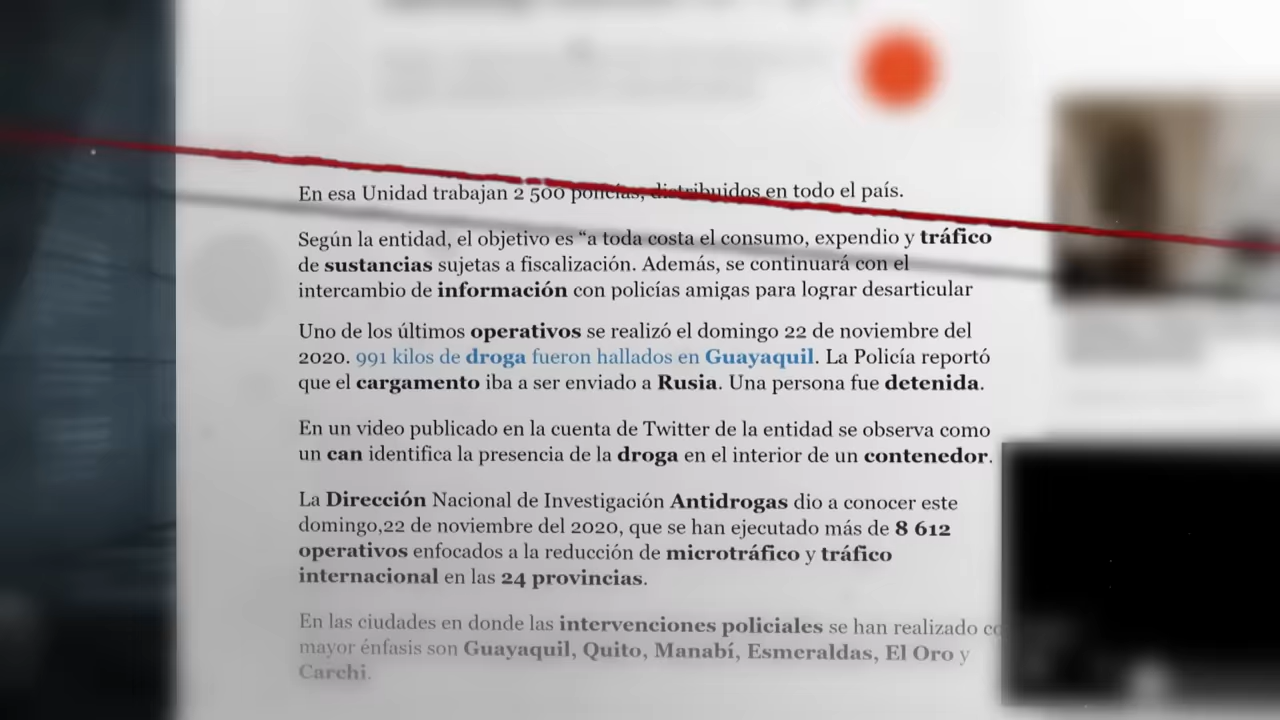 En esa Unidad trabajan 2 500 policías, distribuidos en todo el país.
Según la entidad, el objetivo es “a toda costa el consumo, expendio y tráfico
de sustancias sujetas a fiscalización. Además, se continuará con el
intercambio de información con policías amigas para lograr desarticular
Uno de los últimos operativos se realizó el domingo 22 de noviembre del
2020. 991 kilos de droga fueron hallados en Guayaquil. La Policía reportó
que el cargamento iba a ser enviado a Rusia. Una persona fue detenida.
En un video publicado en la cuenta de Twitter de la entidad se observa como
un can identifica la presencia de la droga en el interior de un contenedor.
La Dirección Nacional de Investigación Antidrogas dio a conocer este
domingo,22 de noviembre del 2020, que se han ejecutado más de 8 612
operativos enfocados a la reducción de microtráfico y tráfico
internacional en las 24 provincias.
En las ciudades en donde las intervenciones policiales se han realizado
mayor énfasis son Guayaquil, Quito, Manabí, Esmeraldas, El Oro y
Carchi.